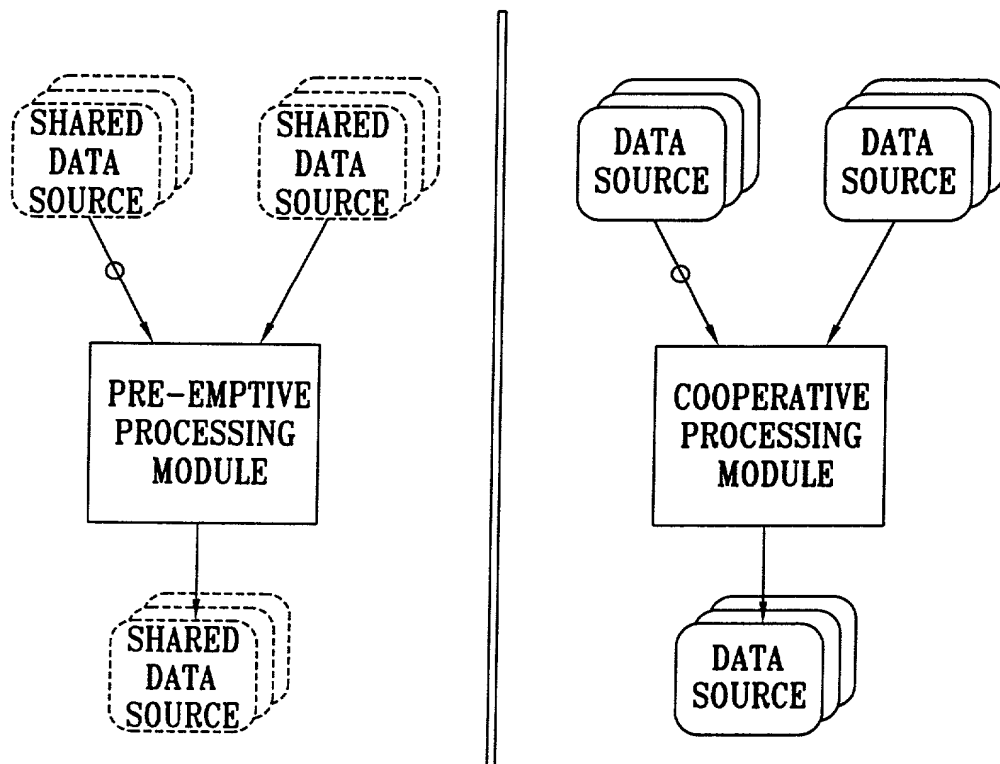 SHARED
DATA
SOURCE
SHARED
DATA
SOURCE
PRE-EMPTIVE
PROCESSING
MODULE
SHARED
DATA
SOURCE
DATA
SOURCE
DATA
SOURCE
COOPERATIVE
PROCESSING
MODULE
DATA
SOURCE